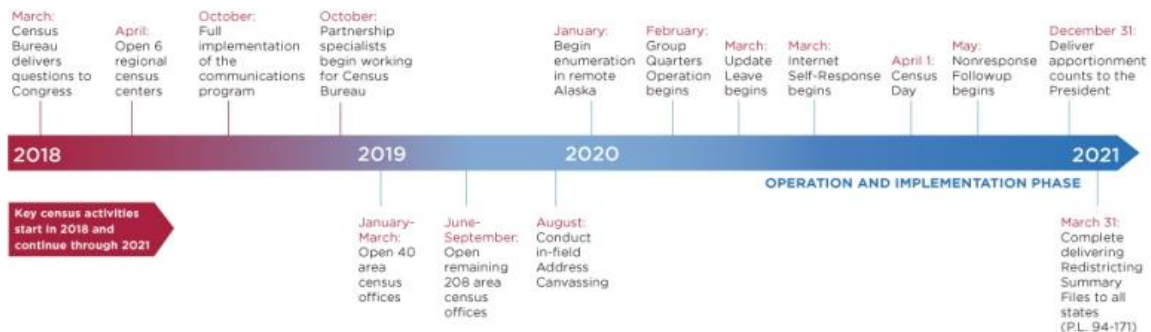 March:
Census
Bureau
delivers
questions to
Congress
April:
Open 6
regional
census
centers
October:
Full
implementation
of the
communications
program
October:
Partnership
specialists
begin working
for Census
Bureau
January:
Begin
enumeration
in remote
Alaska
February:
Group
Quarters
Operation
begins
March:
Update
Leave
begins
March:
Internet
Self-Response
begins
April 1:
Census
Day
May:
Nonresponse
Followup
begins
December 31:
Deliver
apportionment
counts to the
President
2018
2019
2020
2021
OPERATION AND IMPLEMENTATION PHASE
Key census activities
start in 2018 and
continue through 2021
January-
March:
Open 40
area
census
offices
June-
September:
Open
remaining
208 area
census
offices
August:
Conduct
in-field
Address
Canvassing
March 31:
Complete
delivering
Redistricting
Summary
Files to all
states
(P.L. 94-171)